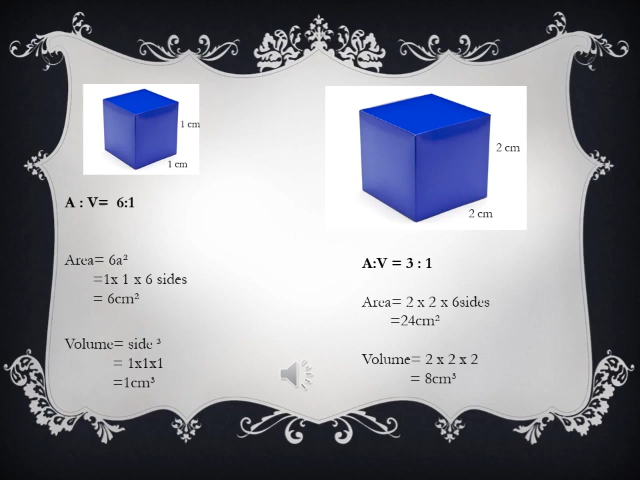 1 cm
1 cm
A : V= 6:1
Area= 6a²
=1x 1 x 6 sides
= 6cm²
Volume= side ³
= 1x1x1
=1cm³
2 cm
2 cm
A:V = 3 : 1
Area= 2 x 2 x 6sides
=24cm²
Volume= 2 x 2 x 2
= 8cm³